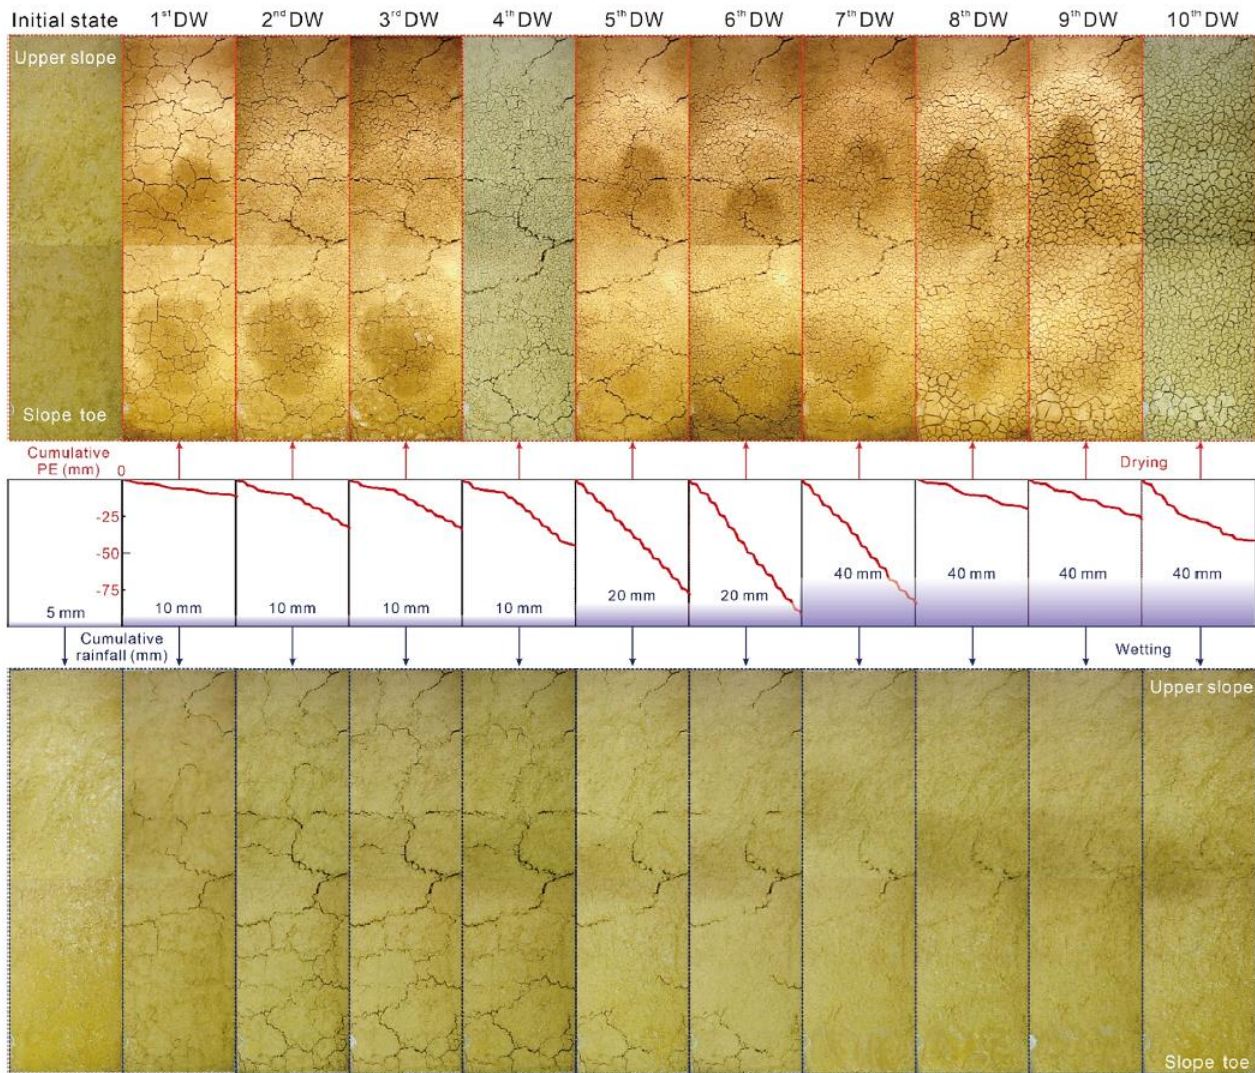 Initial state 1st DW 2nd DW 3rd DW 4th DW 5th DW 6th DW 7th DW 8th DW 9th DW 10th DW
Upper slope
Slope toe
Cumulative
PE (mm) 0
Drying
-25
-50
-75
5 mm 10 mm 10 mm 10 mm 10 mm 20 mm 20 mm 40 mm 40 mm 40 mm 40 mm
Cumulative
rainfall (mm)
Wetting
Upper slope
Slope toe